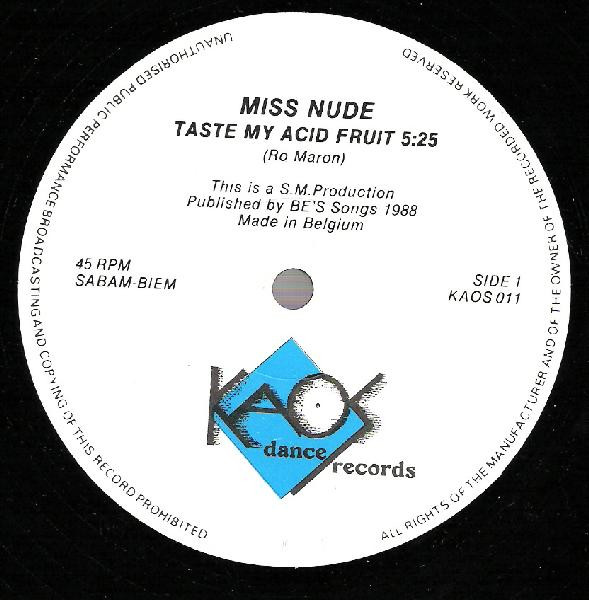 MISS NUDE
TASTE MY ACID FRUIT 5:25
(Ro Maron)
This is a S.M.Production
Published by BE'S Songs 1988
Made in Belgium
45 RPM
SABAM-BIEM
SIDE 1
KAOS 011
KAOS
dance
records
ALL RIGHTS OF THE MANUFACTURER AND OF THE OWNER OF THE RECORDED WORK RESERVED
UNAUTHORISED PUBLIC PERFORMANCE BROADCASTING AND COPYING OF THIS RECORD PROHIBITED